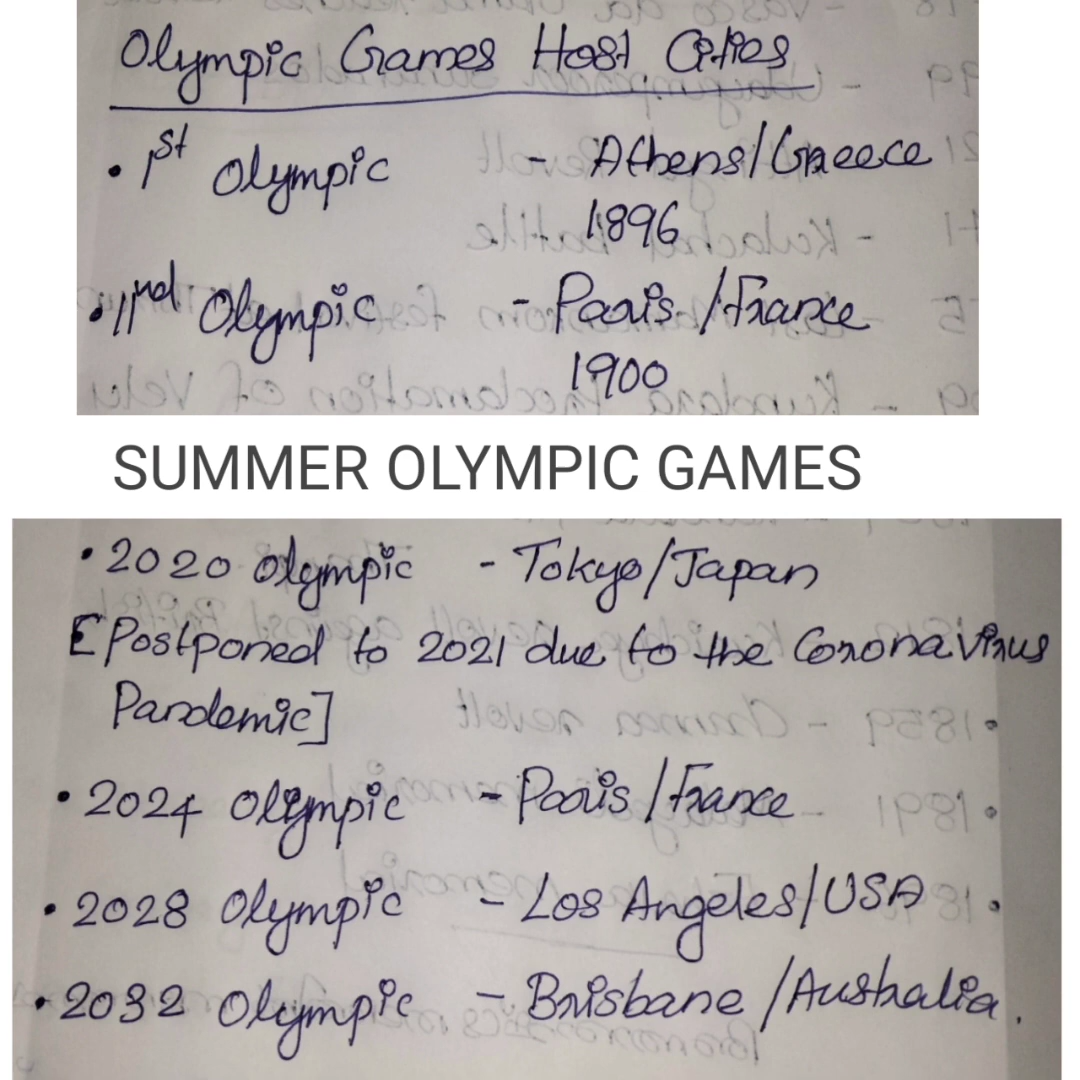 Olympic Games Host Cities
• 1st Olympic - Athens/Greece
1896
• IInd Olympic - Paris/France
1900
SUMMER OLYMPIC GAMES
• 2020 Olympic - Tokyo/Japan
[Postponed to 2021 due to the Coronavirus
Pandemic]
• 2024 Olympic - Paris/France
• 2028 Olympic - Los Angeles/USA
• 2032 Olympic - Brisbane/Australia.